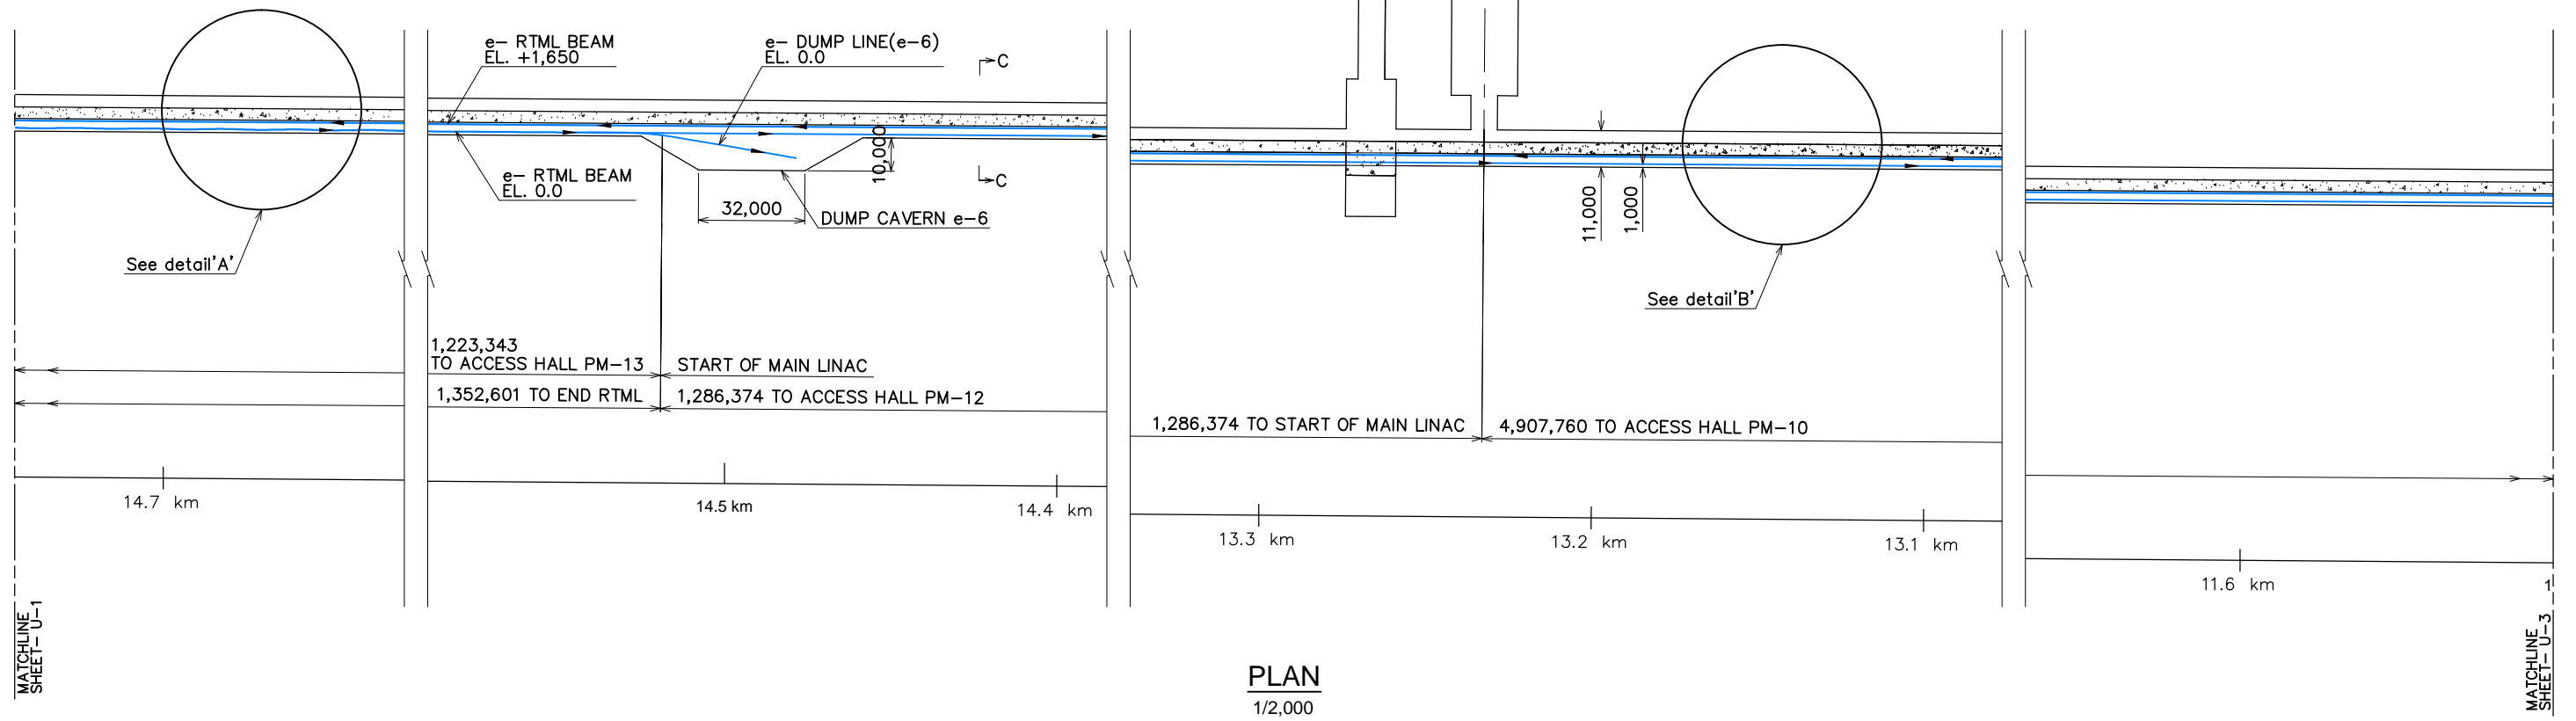 e- RTML BEAM
EL. +1,650
e- DUMP LINE(e-6)
EL. 0.0
C
10,000
e- RTML BEAM
EL. 0.0
C
32,000
DUMP CAVERN e-6
11,000
1,000
See detail'A'
See detail'B'
1,223,343
TO ACCESS HALL PM-13
START OF MAIN LINAC
1,352,601 TO END RTML
1,286,374 TO ACCESS HALL PM-12
1,286,374 TO START OF MAIN LINAC
4,907,760 TO ACCESS HALL PM-10
14.7 km
14.5 km
14.4 km
13.3 km
13.2 km
13.1 km
11.6 km
1
MATCHLINE
SHEET- U-1
MATCHLINE
SHEET- U-3
PLAN
1/2,000